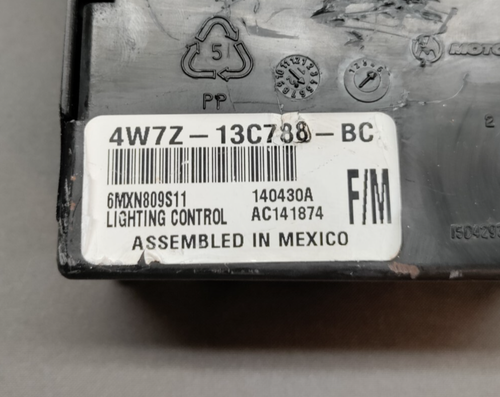 5
PP
4W7Z-13C788-BC
6MXN809S11 140430A
LIGHTING CONTROL AC141874
F/M
ASSEMBLED IN MEXICO